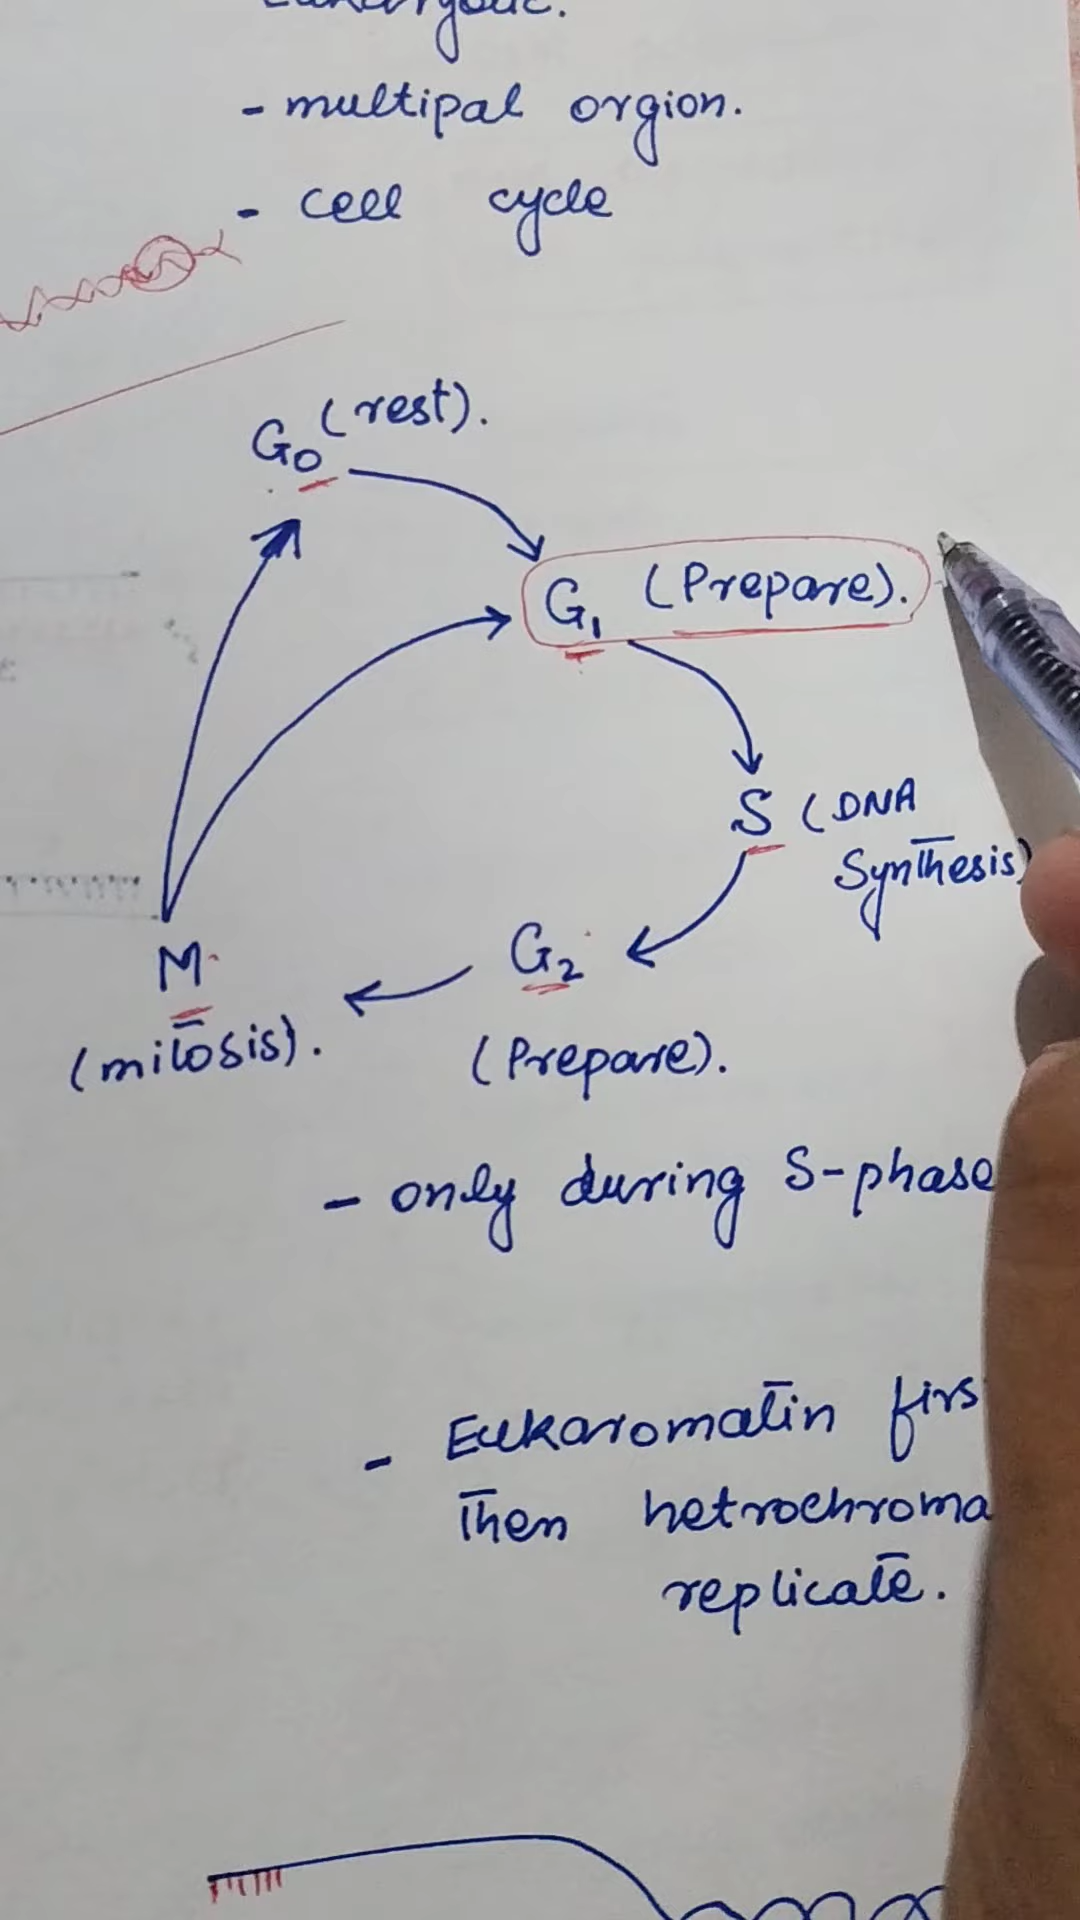 Eukaryotic.
- multipal orgion.
- cell cycle
G0 (rest).
G1 (Prepare).
S (DNA
Synthesis)
G2
M
(mitosis).
(Prepare).
- only during S-phase
- Eukaromatin firs
Then hetrochroma
replicate.